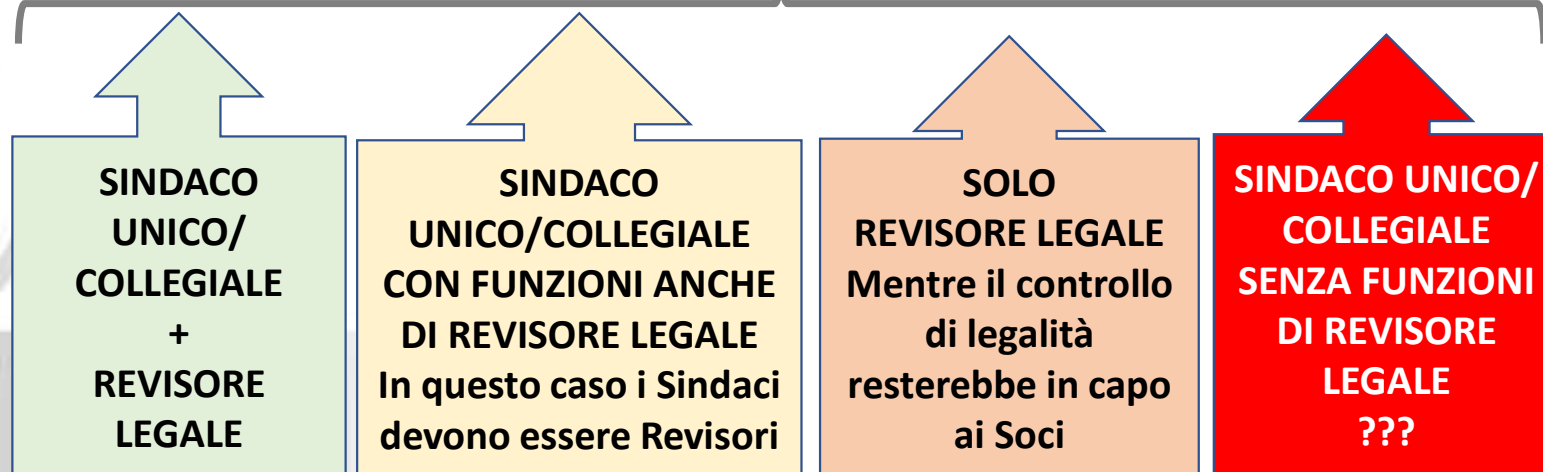 SINDACO
UNICO/
COLLEGIALE
+
REVISORE
LEGALE
SINDACO
UNICO/COLLEGIALE
CON FUNZIONI ANCHE
DI REVISORE LEGALE
In questo caso i Sindaci
devono essere Revisori
SOLO
REVISORE LEGALE
Mentre il controllo
di legalità
resterebbe in capo
ai Soci
SINDACO UNICO/
COLLEGIALE
SENZA FUNZIONI
DI REVISORE
LEGALE
???